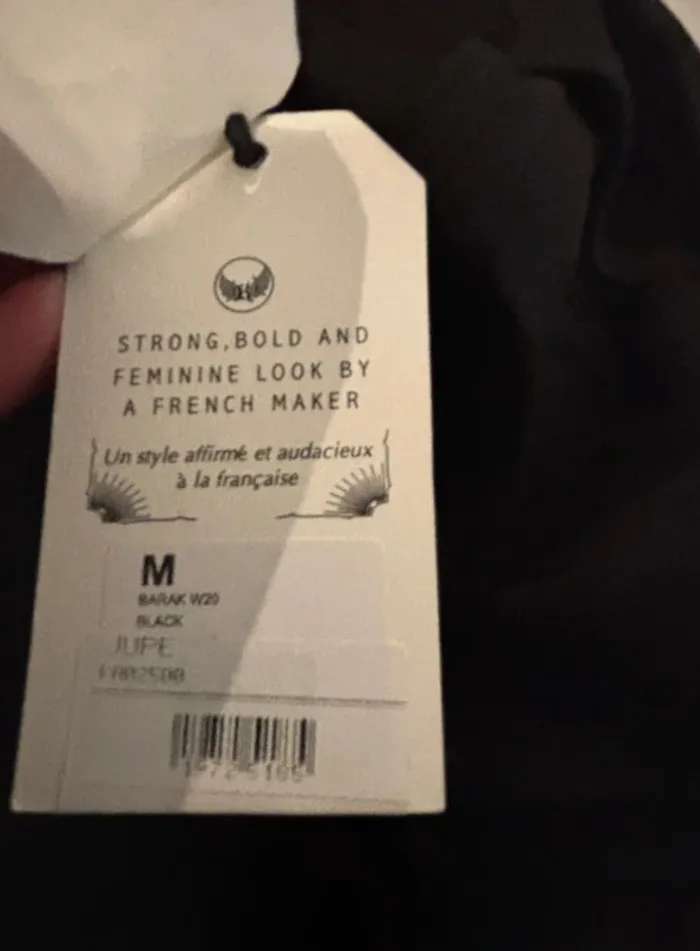 STRONG, BOLD AND
FEMININE LOOK BY
A FRENCH MAKER
Un style affirmé et audacieux
à la française
M
BARAK W20
BLACK
JUPE